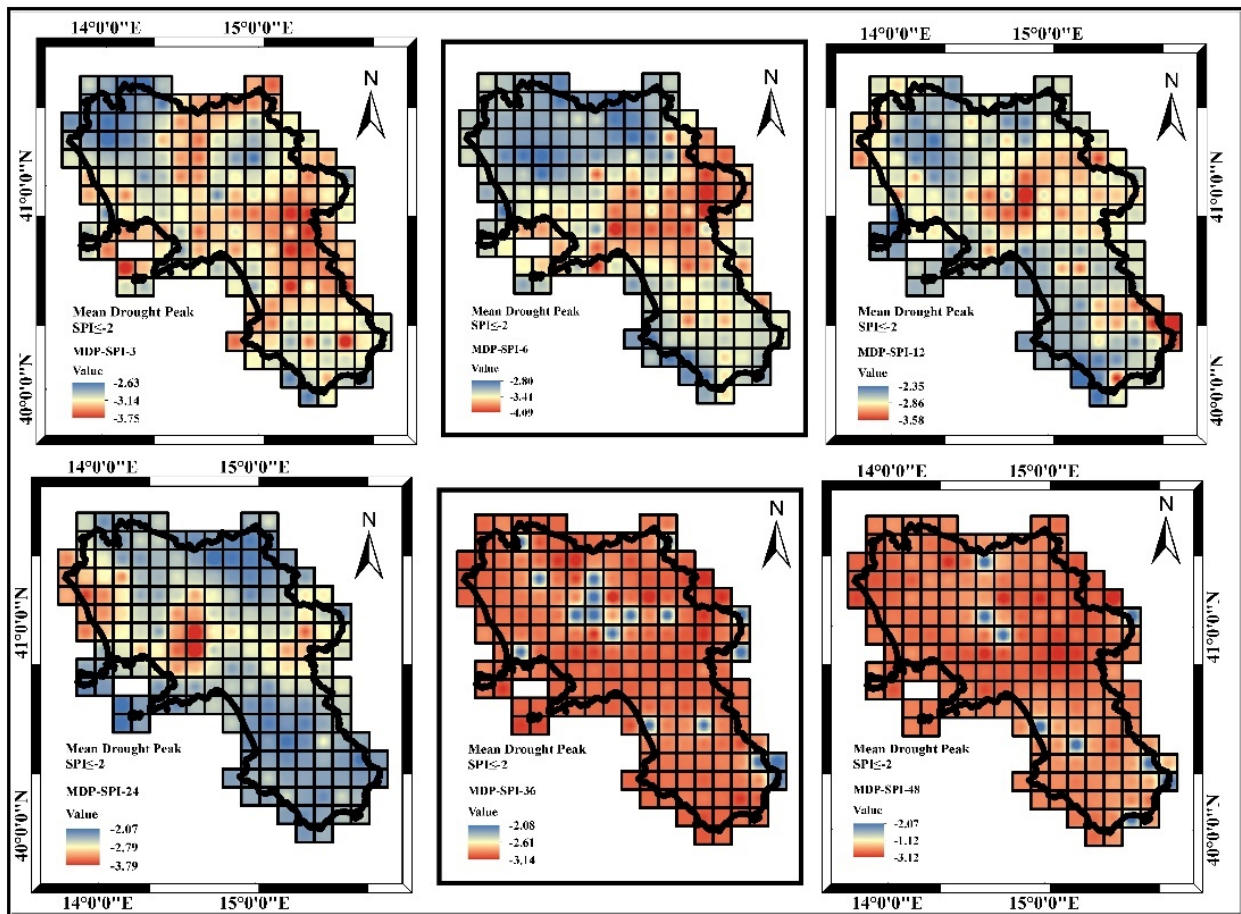 14°0'0"E 15°0'0"E
14°0'0"E 15°0'0"E
N
N
N
41°0'0"N
40°0'0"N
41°0'0"N
40°0'0"N
Mean Drought Peak
SPI≤-2
MDP-SPI-3
Value
-2.63
-3.14
-3.75
Mean Drought Peak
SPI≤-2
MDP-SPI-6
Value
-2.80
-3.41
-4.09
Mean Drought Peak
SPI≤-2
MDP-SPI-12
Value
-2.35
-2.86
-3.58
14°0'0"E 15°0'0"E
14°0'0"E 15°0'0"E
N
N
N
41°0'0"N
40°0'0"N
41°0'0"N
40°0'0"N
Mean Drought Peak
SPI≤-2
MDP-SPI-24
Value
-2.07
-2.79
-3.79
Mean Drought Peak
SPI≤-2
MDP-SPI-36
Value
-2.08
-2.61
-3.14
Mean Drought Peak
SPI≤-2
MDP-SPI-48
Value
-2.07
-1.12
-3.12
14°0'0"E 15°0'0"E
14°0'0"E 15°0'0"E